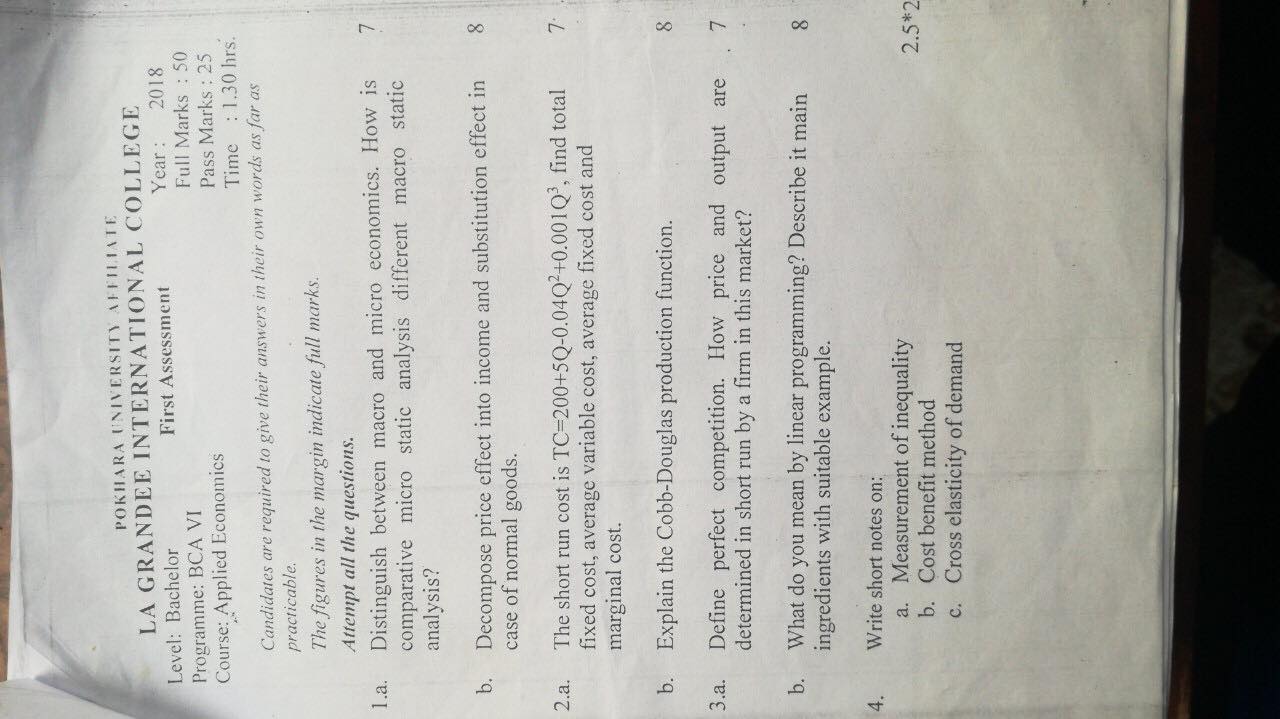 POKHARA UNIVERSITY AFFILIATE
LA GRANDEE INTERNATIONAL COLLEGE
First Assessment
Level: Bachelor Year: 2018
Programme: BCA VI Full Marks : 50
Course: Applied Economics Pass Marks : 25
Time : 1.30 hrs.
Candidates are required to give their answers in their own words as far as
practicable.
The figures in the margin indicate full marks.
Attempt all the questions.
1.a. Distinguish between macro and micro economics. How is 7
comparative micro static analysis different macro static
analysis?
b. Decompose price effect into income and substitution effect in 8
case of normal goods.
2.a. The short run cost is TC=200+5Q-0.04Q²+0.001Q³, find total 7
fixed cost, average variable cost, average fixed cost and
marginal cost.
b. Explain the Cobb-Douglas production function. 8
3.a. Define perfect competition. How price and output are 7
determined in short run by a firm in this market?
b. What do you mean by linear programming? Describe it main 8
ingredients with suitable example.
4. Write short notes on:
a. Measurement of inequality 2.5*2
b. Cost benefit method
c. Cross elasticity of demand